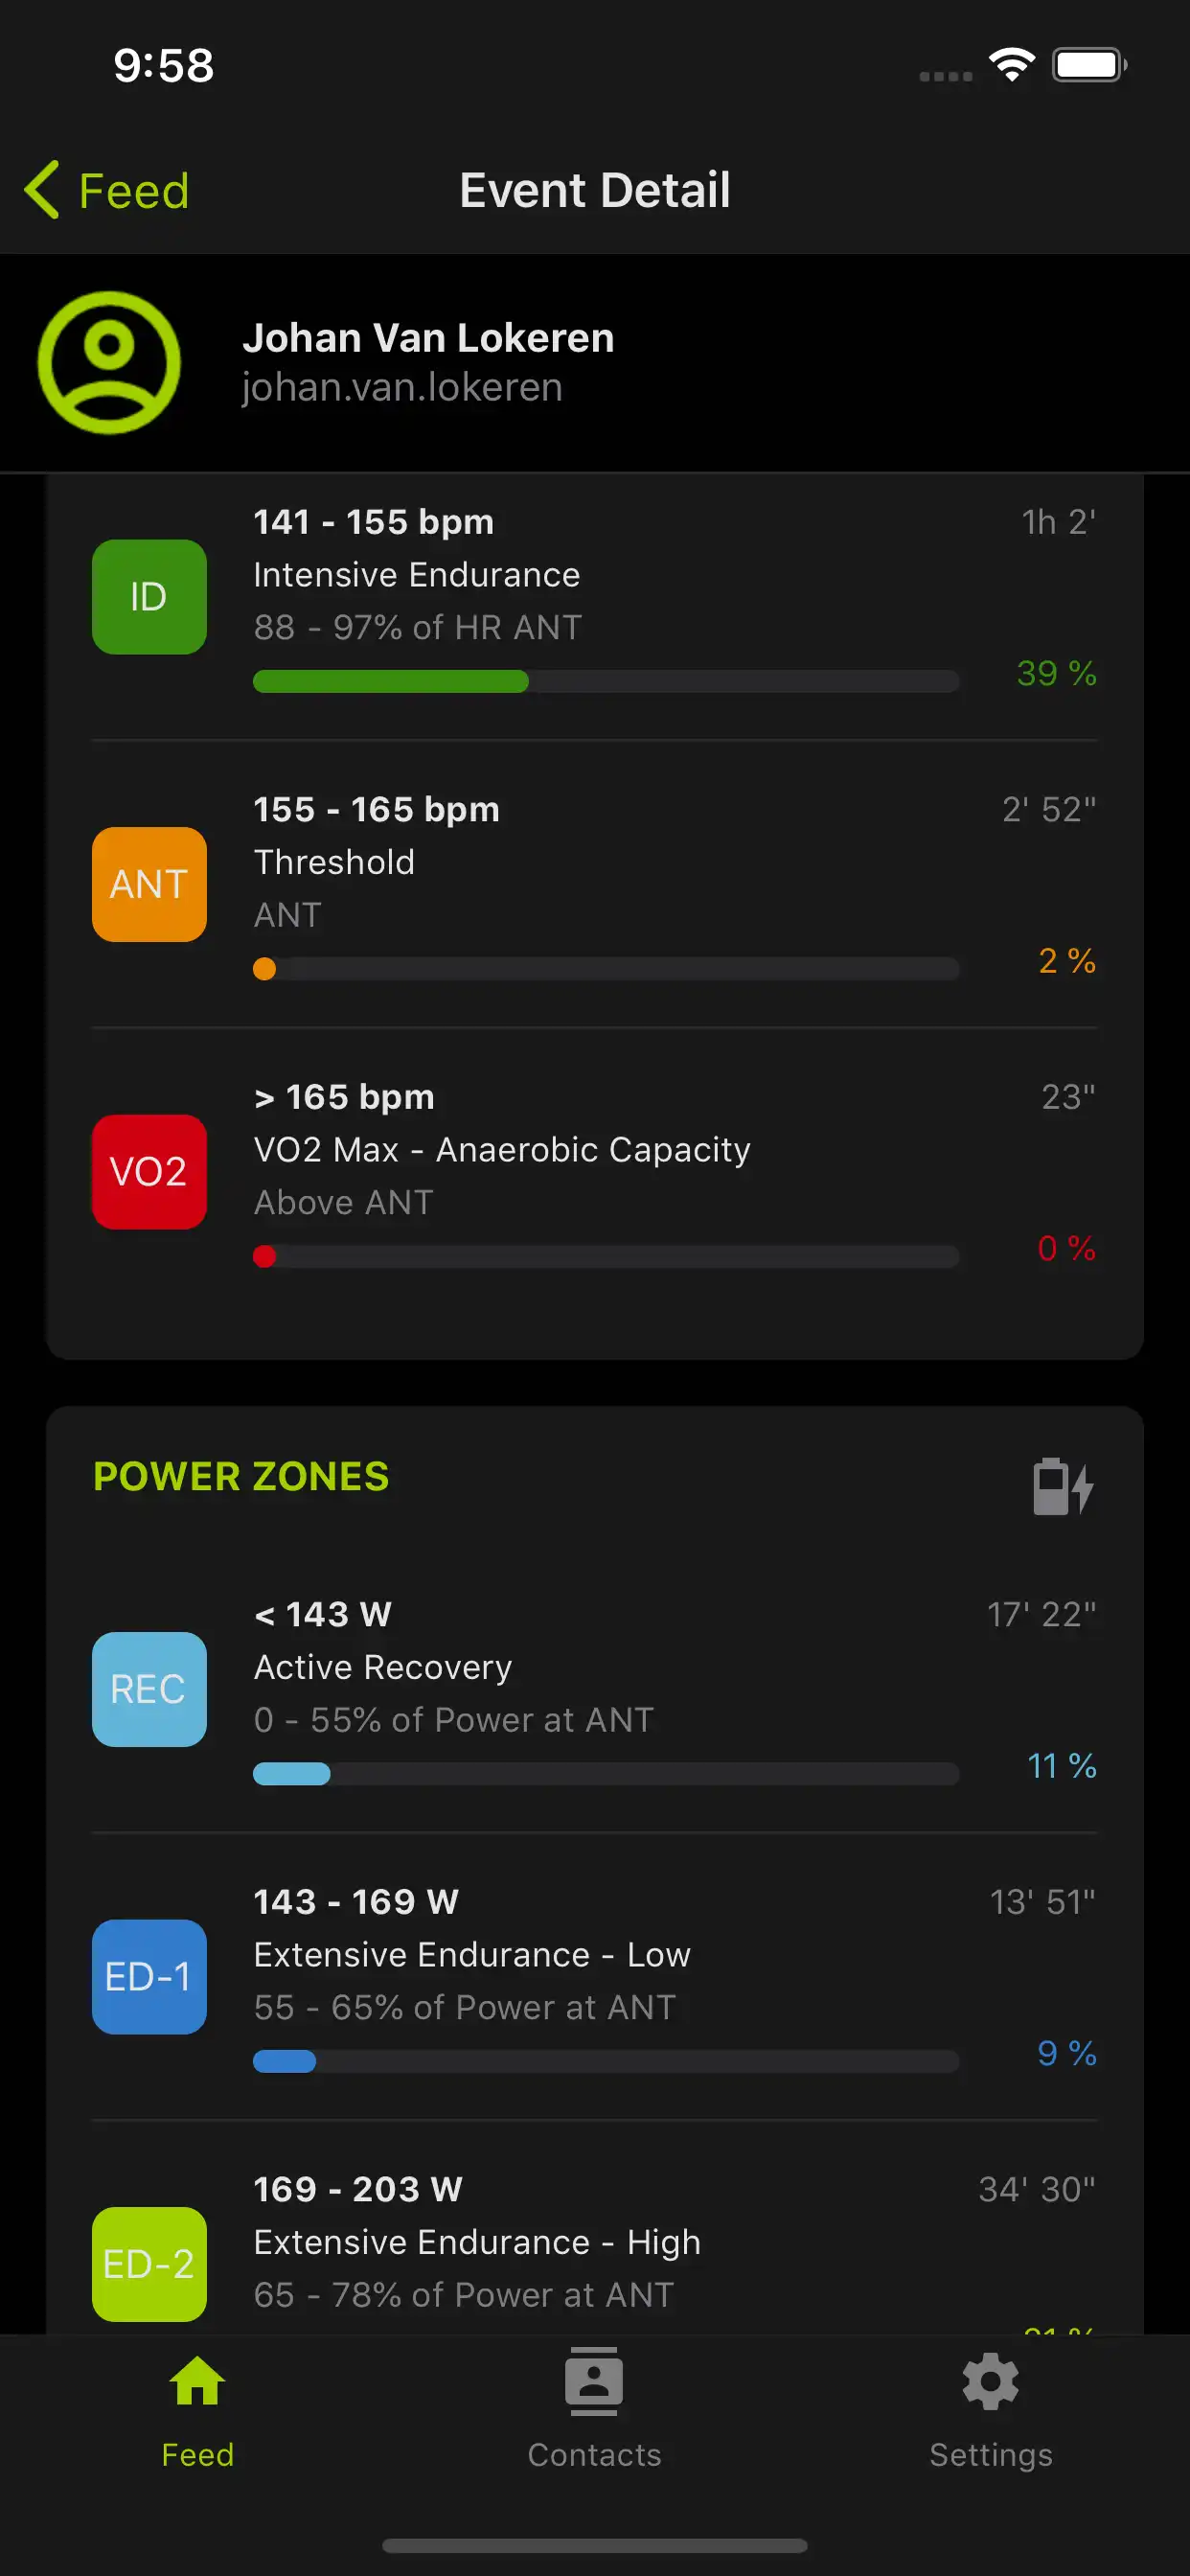 9:58
Feed
Event Detail
Johan Van Lokeren
johan.van.lokeren
141 - 155 bpm
1h 2'
ID
Intensive Endurance
88 - 97% of HR ANT
39 %
155 - 165 bpm
2' 52"
ANT
Threshold
ANT
2 %
> 165 bpm
23"
VO2
VO2 Max - Anaerobic Capacity
Above ANT
0 %
POWER ZONES
< 143 W
17' 22"
REC
Active Recovery
0 - 55% of Power at ANT
11 %
143 - 169 W
13' 51"
ED-1
Extensive Endurance - Low
55 - 65% of Power at ANT
9 %
169 - 203 W
34' 30"
ED-2
Extensive Endurance - High
65 - 78% of Power at ANT
Feed
Contacts
Settings